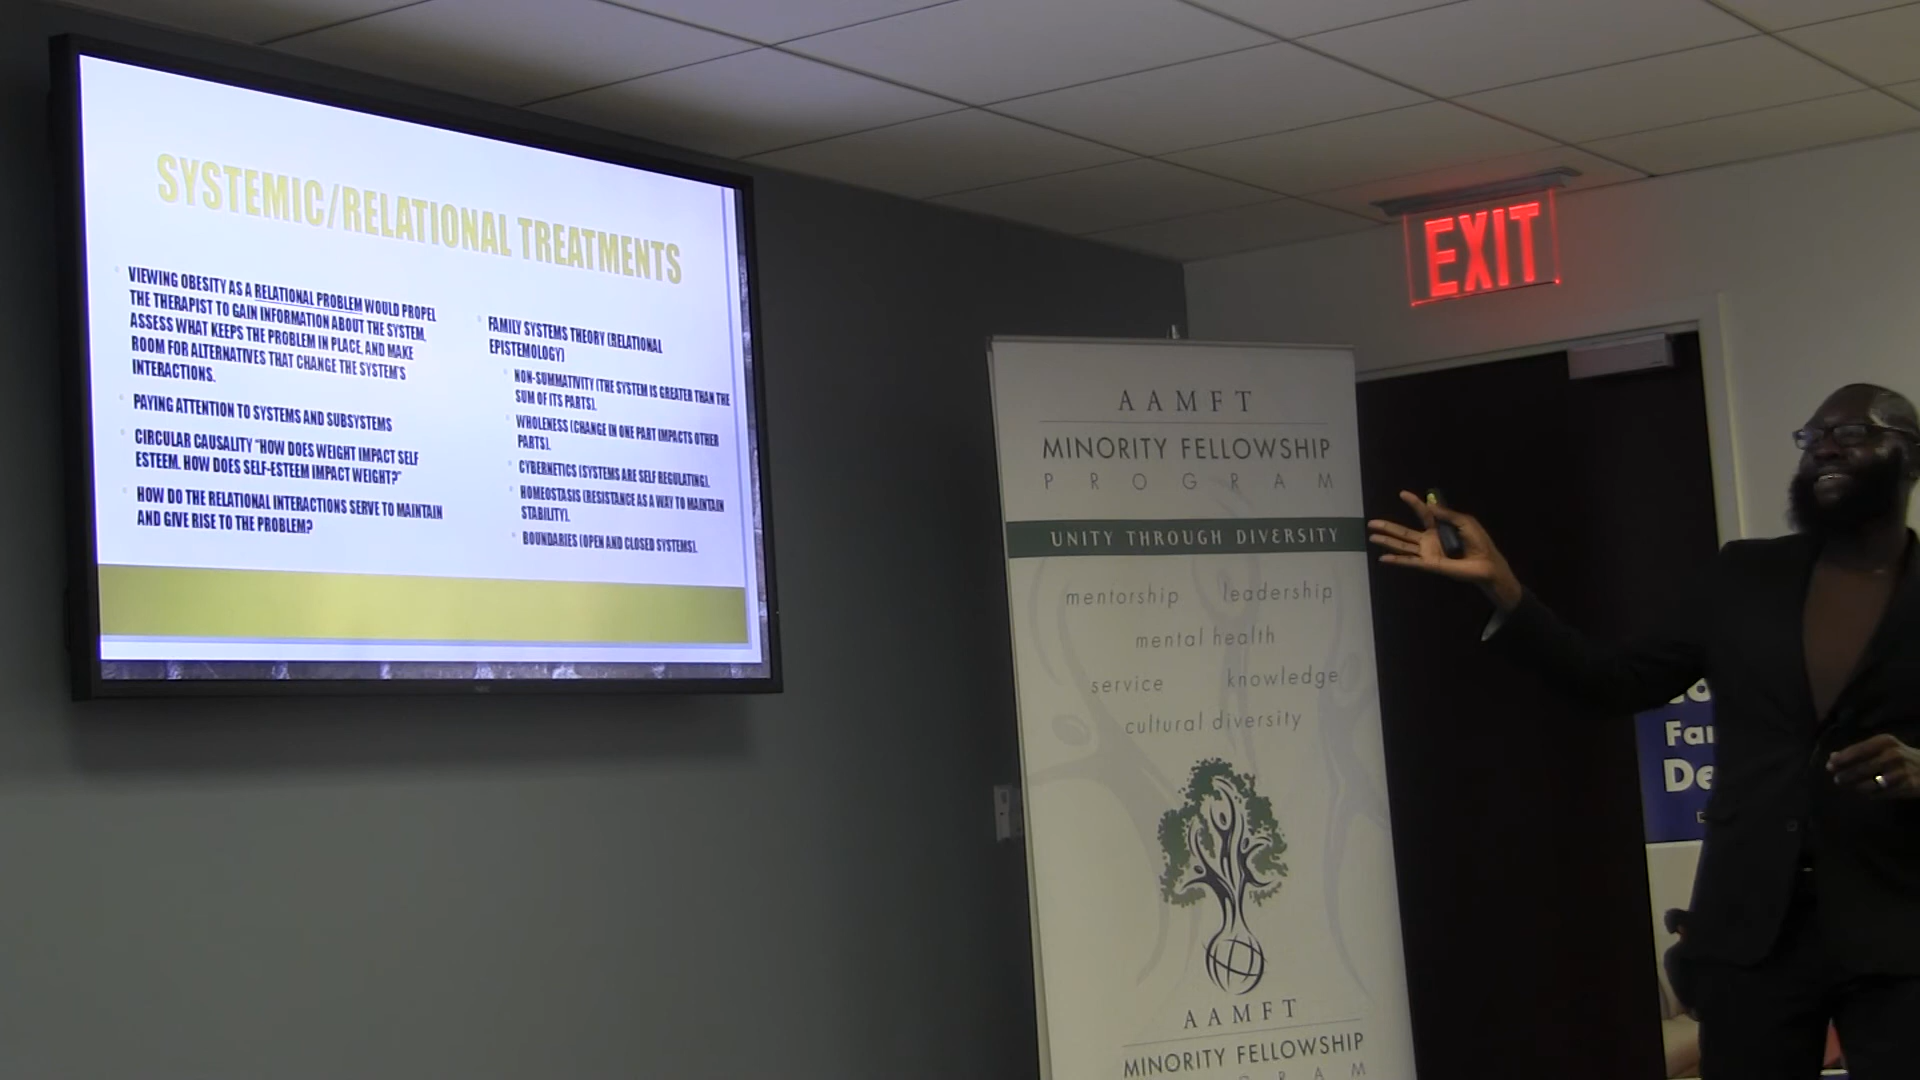 SYSTEMIC/RELATIONAL TREATMENTS
VIEWING OBESITY AS A RELATIONAL PROBLEM WOULD PROPEL
THE THERAPIST TO GAIN INFORMATION ABOUT THE SYSTEM,
ASSESS WHAT KEEPS THE PROBLEM IN PLACE, AND MAKE
ROOM FOR ALTERNATIVES THAT CHANGE THE SYSTEM'S
INTERACTIONS.
PAYING ATTENTION TO SYSTEMS AND SUBSYSTEMS
CIRCULAR CAUSALITY "HOW DOES WEIGHT IMPACT SELF
ESTEEM. HOW DOES SELF-ESTEEM IMPACT WEIGHT?"
HOW DO THE RELATIONAL INTERACTIONS SERVE TO MAINTAIN
AND GIVE RISE TO THE PROBLEM?
FAMILY SYSTEMS THEORY (RELATIONAL
EPISTEMOLOGY)
NON-SUMMATIVITY (THE SYSTEM IS GREATER THAN THE
SUM OF ITS PARTS).
WHOLENESS (CHANGE IN ONE PART IMPACTS OTHER
PARTS).
CYBERNETICS (SYSTEMS ARE SELF REGULATING).
HOMEOSTASIS (RESISTANCE AS A WAY TO MAINTAIN
STABILITY).
BOUNDARIES (OPEN AND CLOSED SYSTEMS).
EXIT
AAMFT
MINORITY FELLOWSHIP
PROGRAM
UNITY THROUGH DIVERSITY
mentorship leadership
mental health
service knowledge
cultural diversity
AAMFT
MINORITY FELLOWSHIP
Fa
De